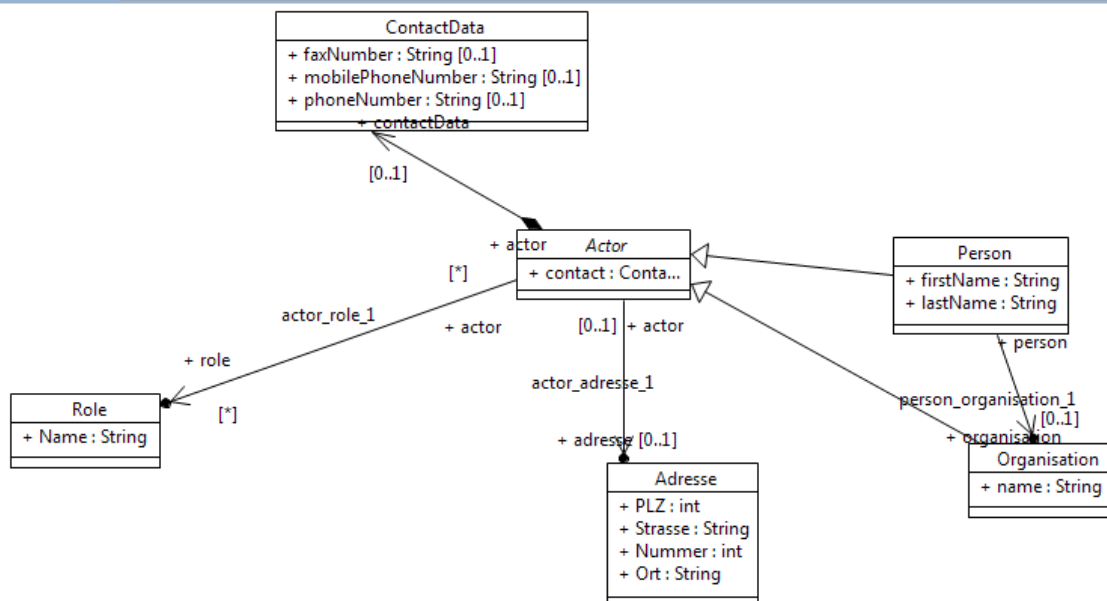 ContactData
+ faxNumber : String [0..1]
+ mobilePhoneNumber : String [0..1]
+ phoneNumber : String [0..1]
+ contactData
[0..1]
+ actor
Actor
+ contact : Conta...
[*]
+ actor
actor_role_1
+ role
[*]
Role
+ Name : String
[0..1] + actor
actor_adresse_1
+ adresse [0..1]
Adresse
+ PLZ : int
+ Strasse : String
+ Nummer : int
+ Ort : String
Person
+ firstName : String
+ lastName : String
+ person
person_organisation_1
[0..1]
+ organisation
Organisation
+ name : String